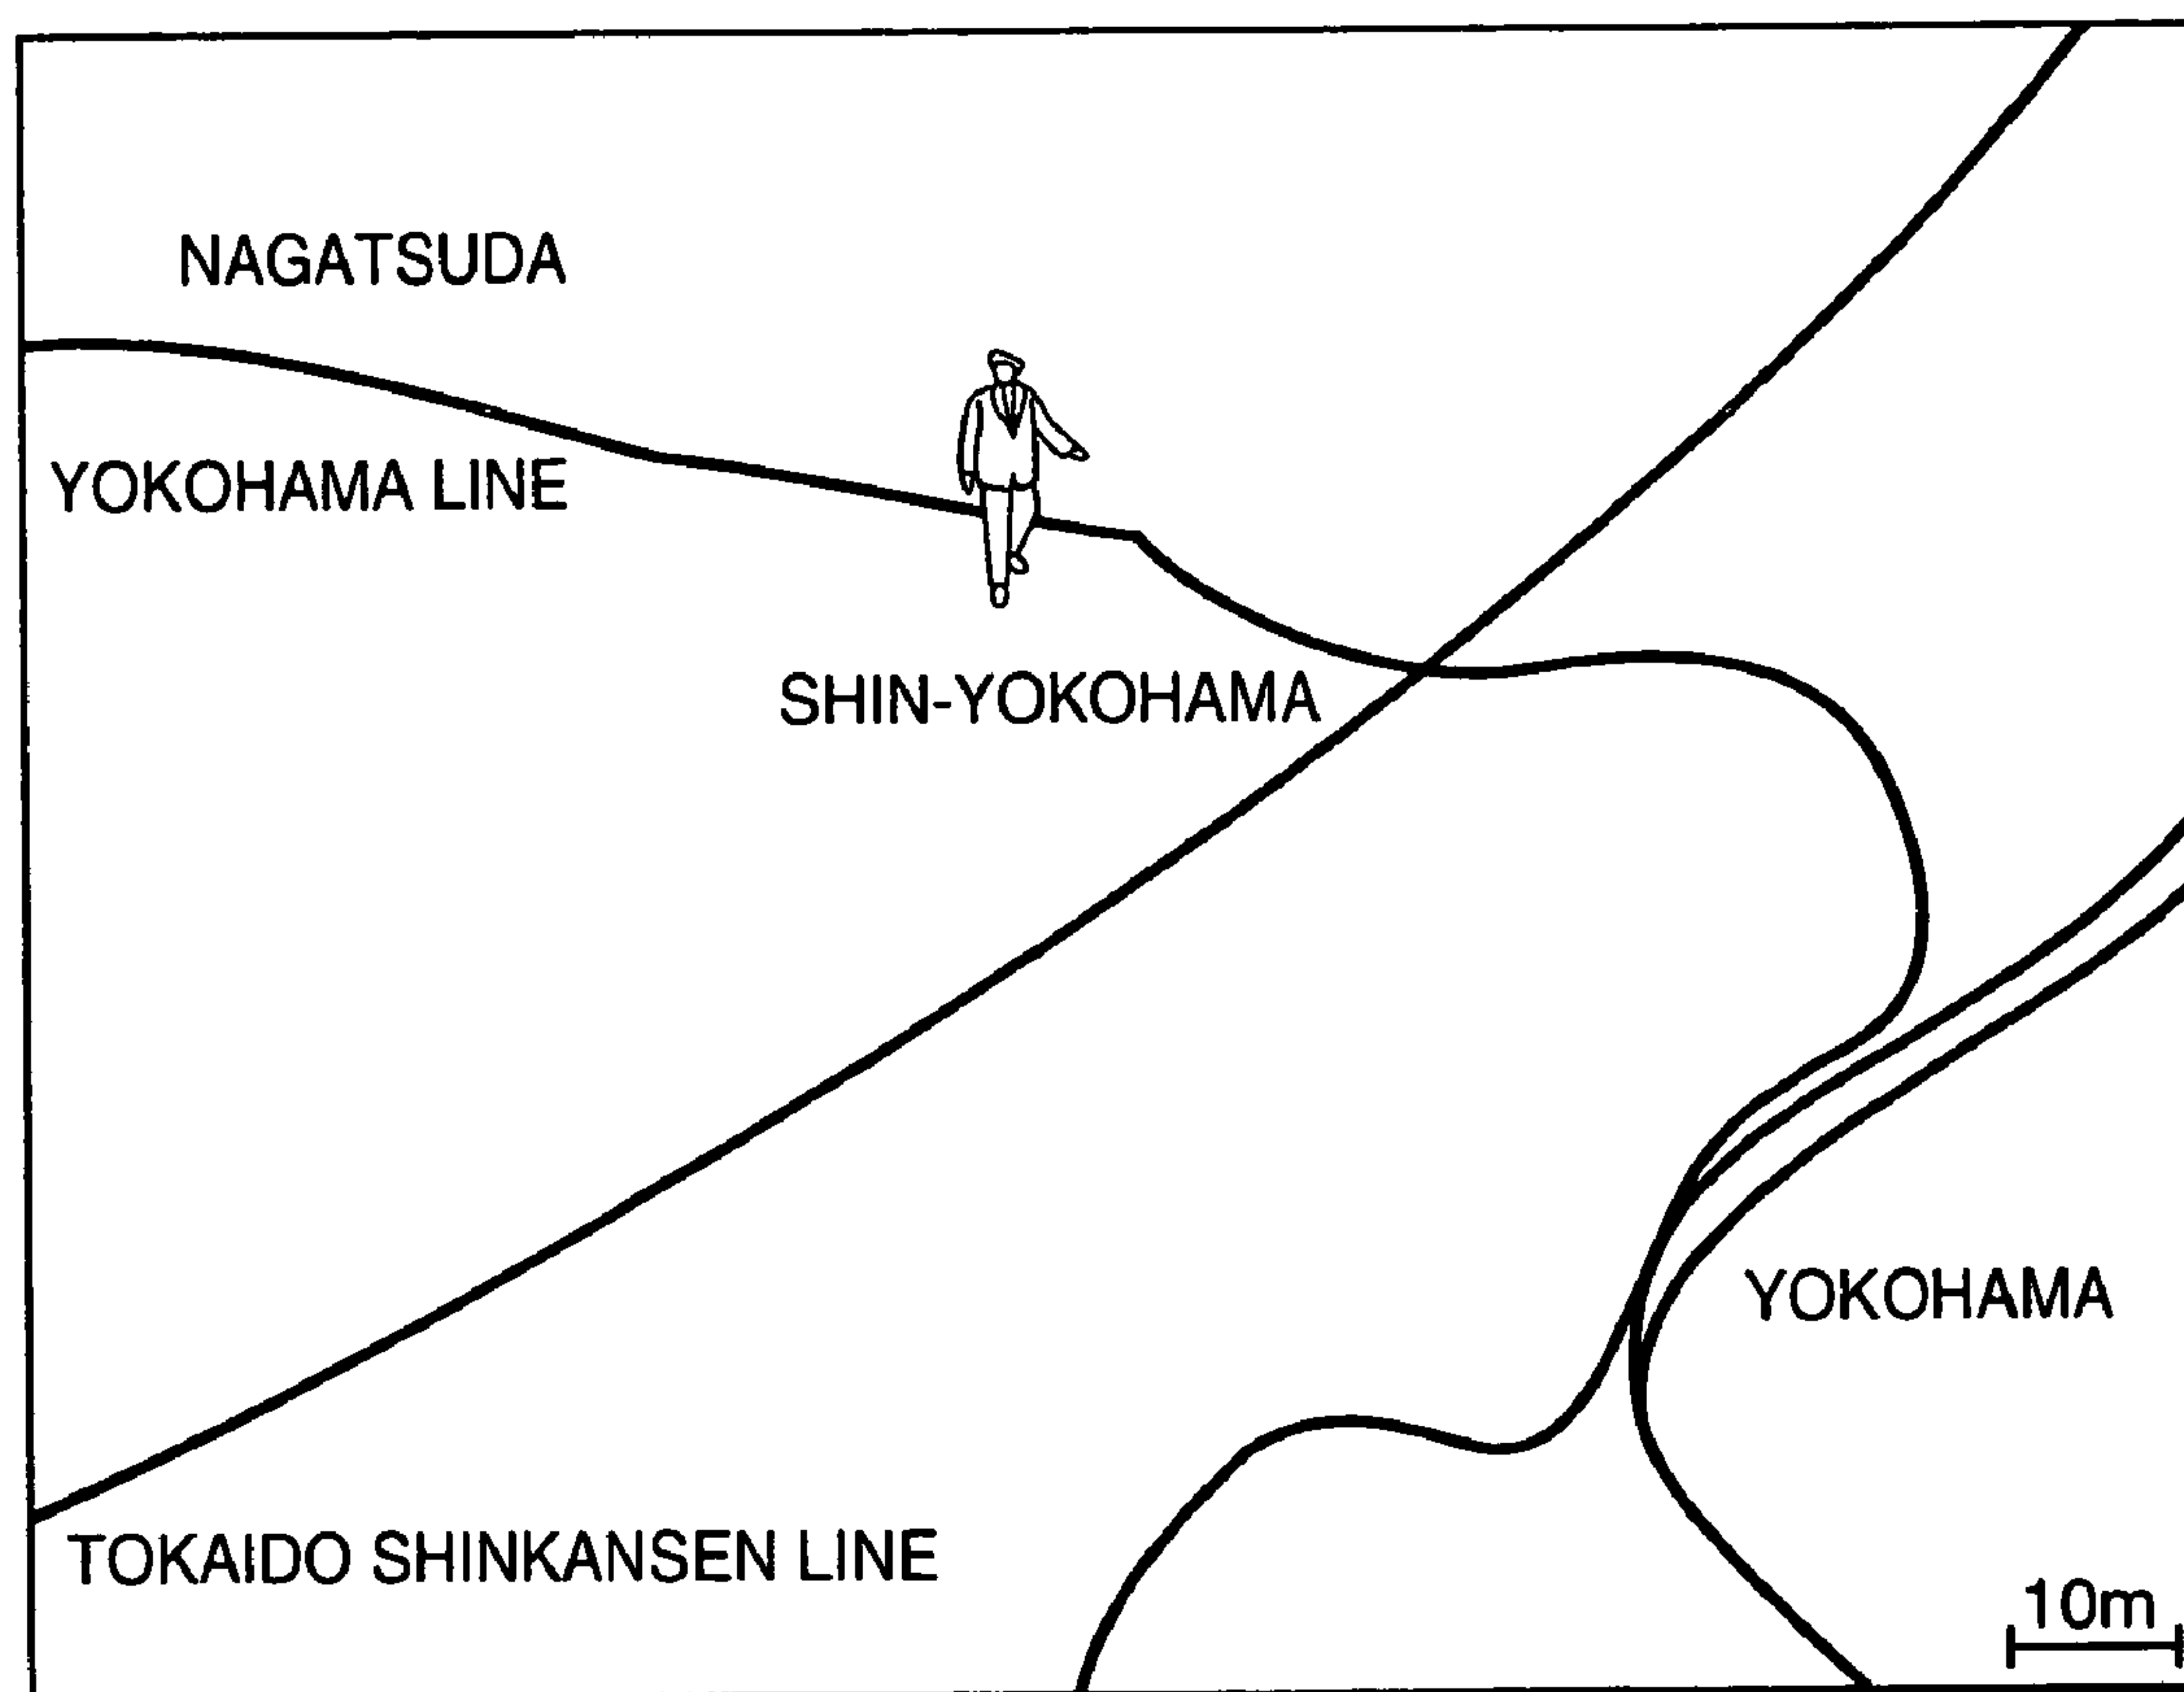 NAGATSUDA
YOKOHAMA LINE
SHIN-YOKOHAMA
YOKOHAMA
TOKAIDO SHINKANSEN LINE
10m